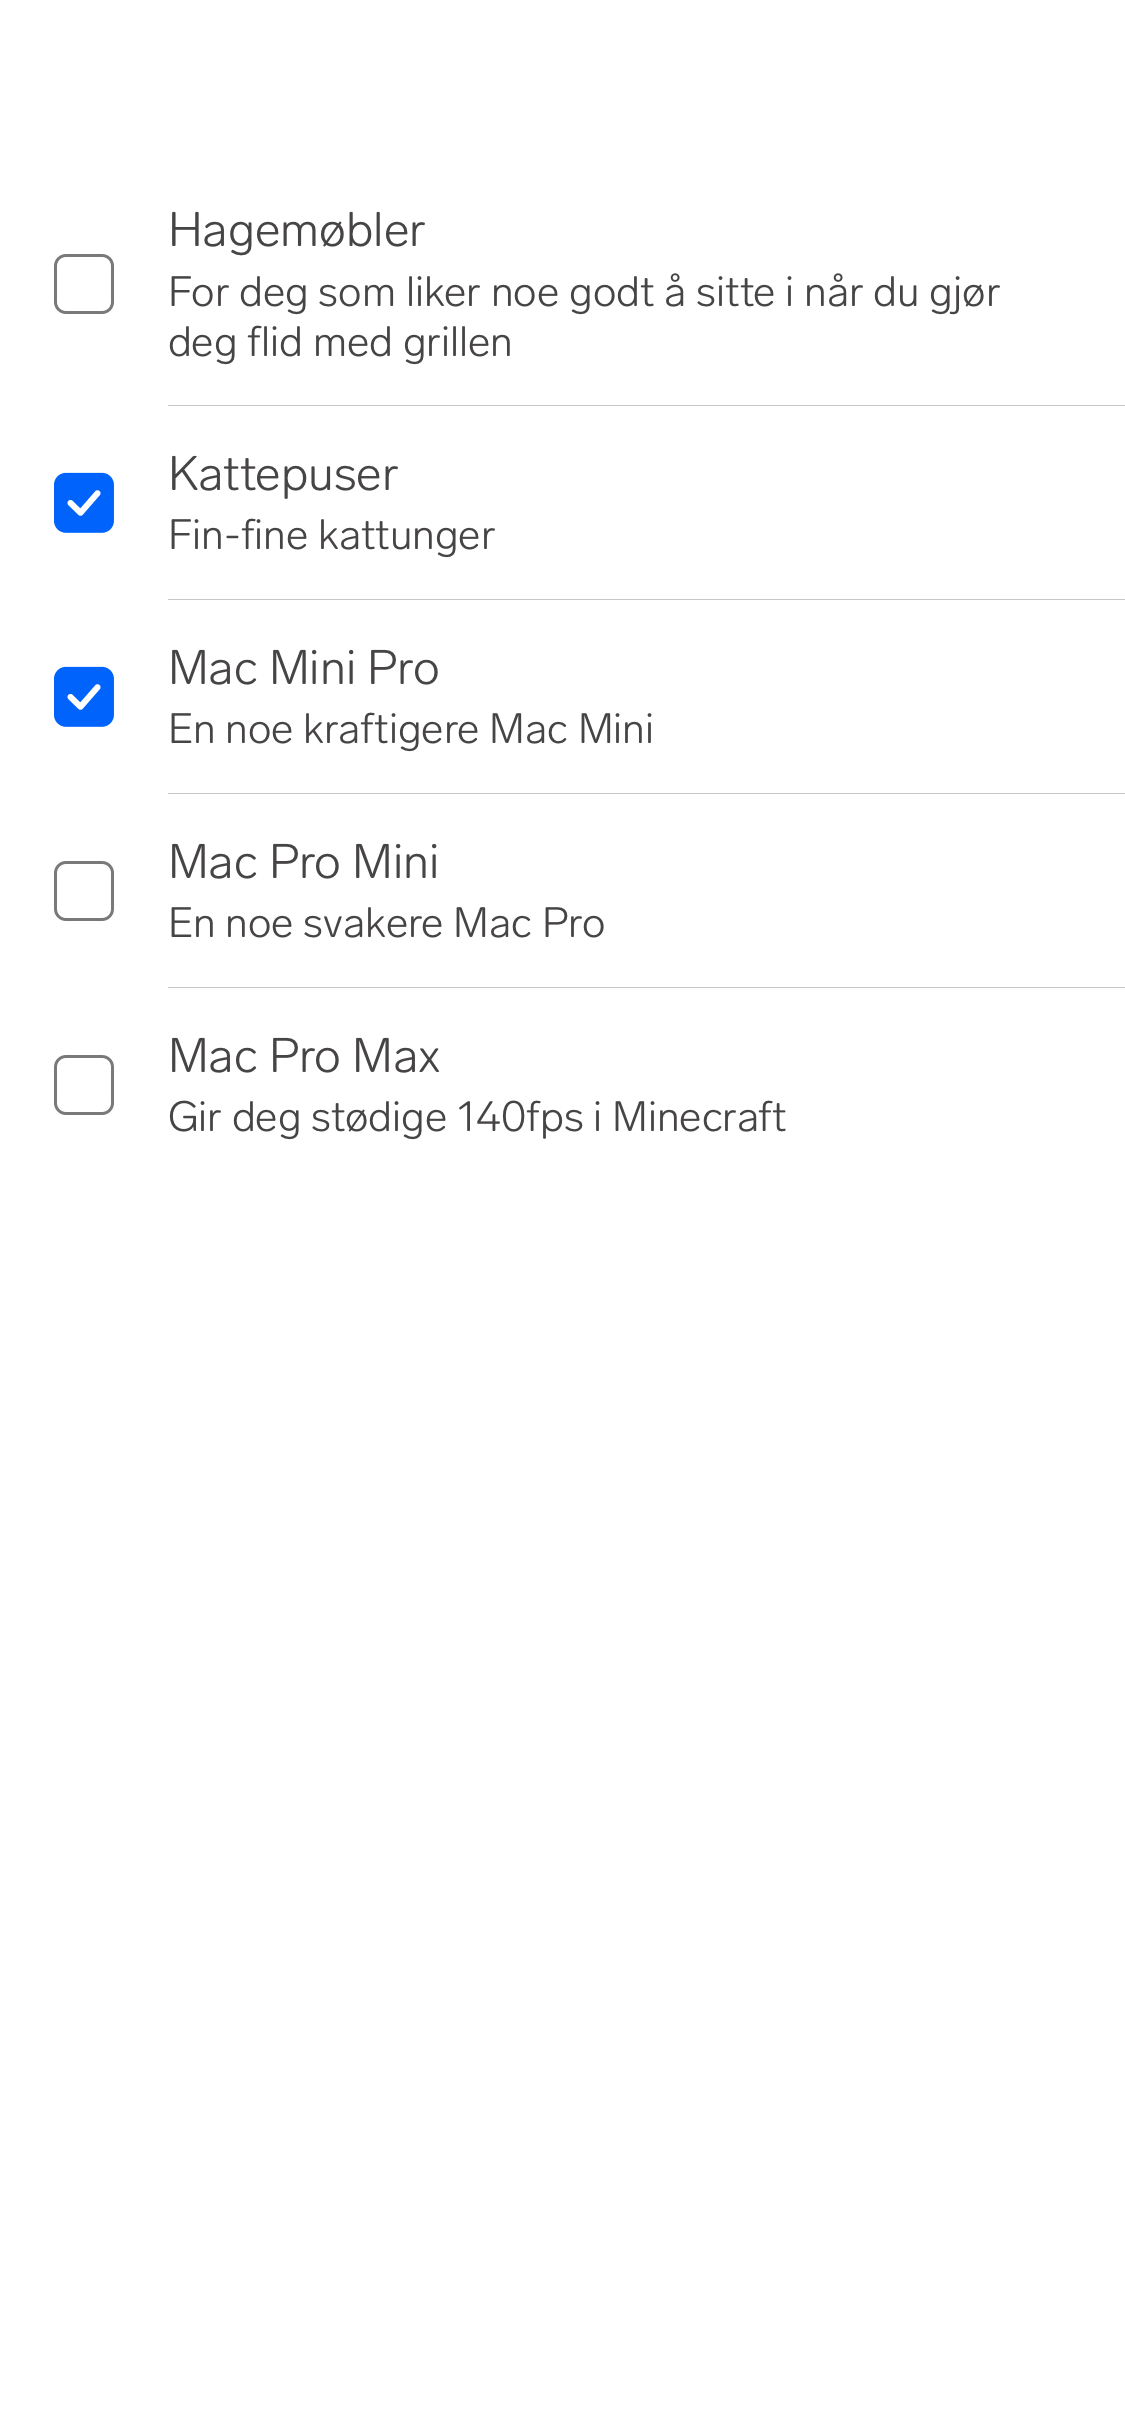 Hagemøbler
For deg som liker noe godt å sitte i når du gjør
deg flid med grillen
Kattepuser
Fin-fine kattunger
Mac Mini Pro
En noe kraftigere Mac Mini
Mac Pro Mini
En noe svakere Mac Pro
Mac Pro Max
Gir deg stødige 140fps i Minecraft